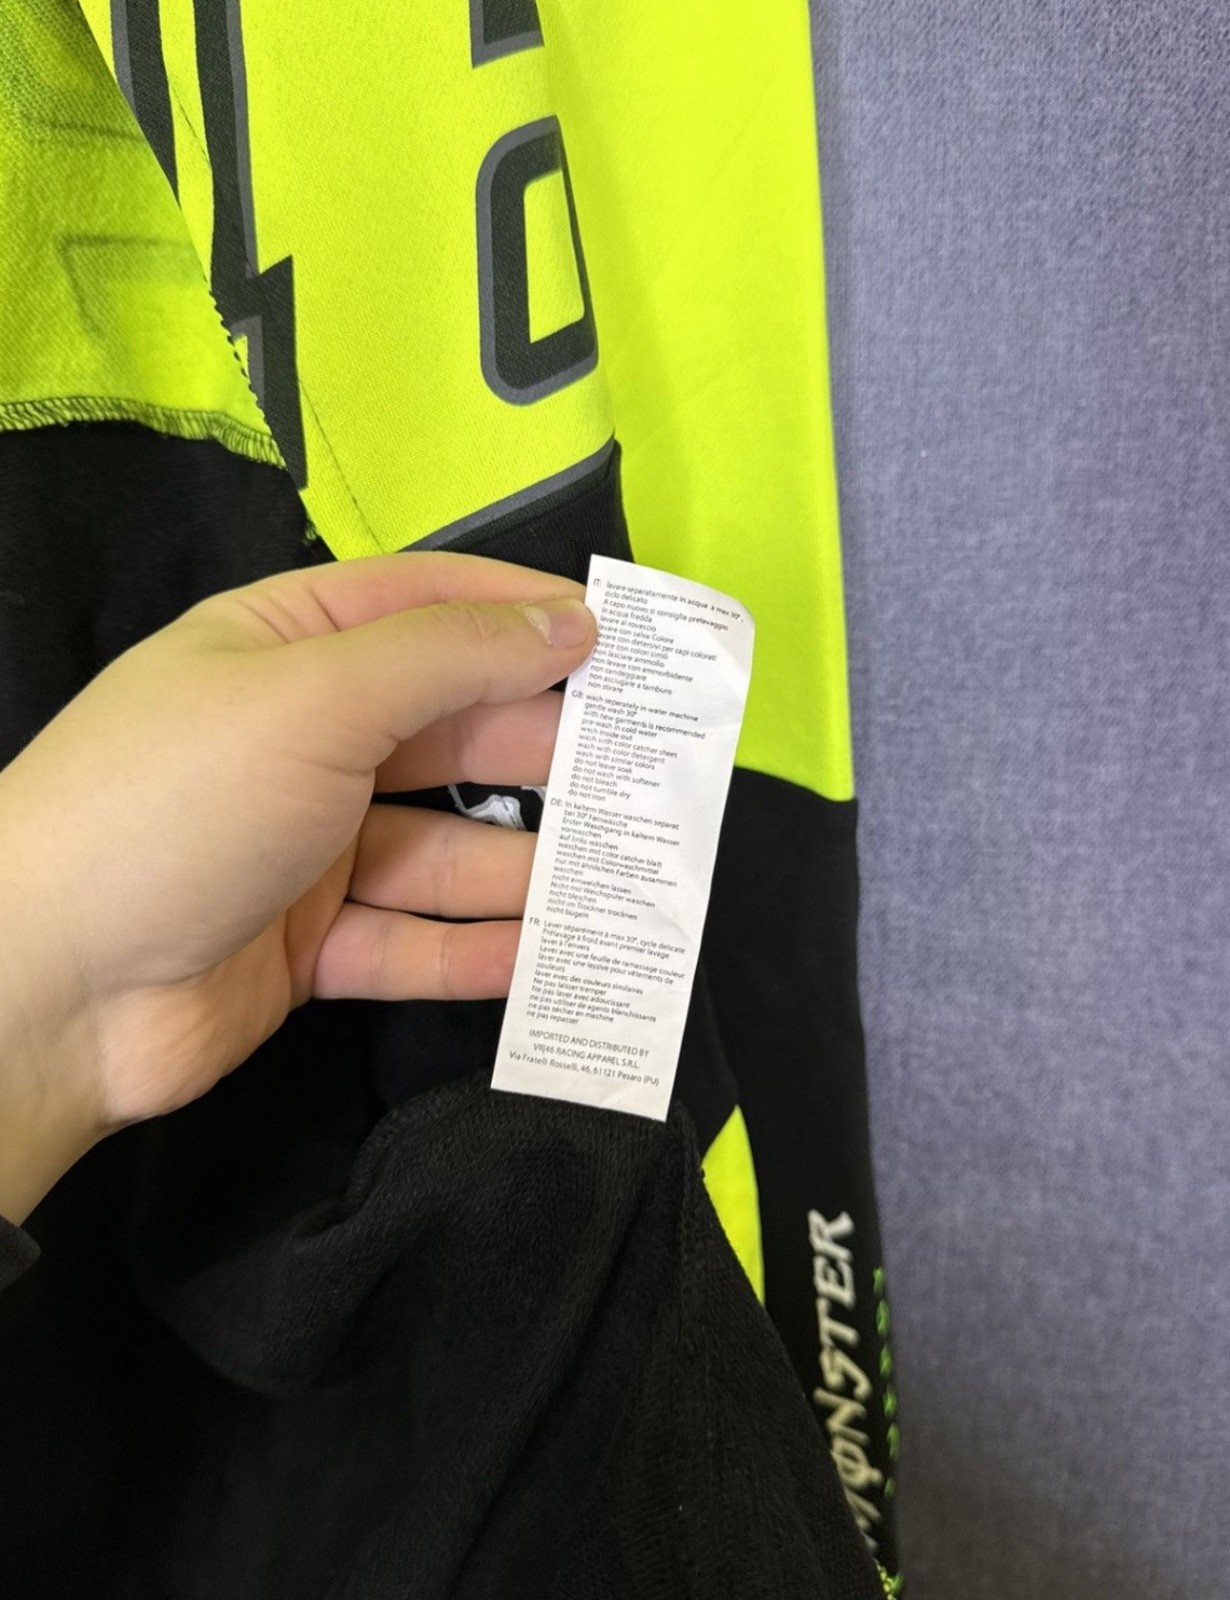 IT: lavare separatamente in acqua a max 30° -
ciclo delicato
A capo nuovo si consiglia prelavaggio
in acqua fredda
lavare al rovescio
lavare con salva Colore
lavare con detersivi per capi colorati
lavare con colori simili
non lasciare ammollo
non lavare con ammorbidente
non candeggiare
non asciugare a tamburo
non stirare
GB: wash separately in water machine
gentle wash 30°
with new garments is recommended
pre-wash in cold water
wash inside out
wash with color catcher sheet
wash with color detergent
wash with similar colors
do not leave soak
do not wash with softener
do not bleach
do not tumble dry
do not iron
DE: In kaltem Wasser waschen separat
bei 30° Feinwäsche
Erster Waschgang in kaltem Wasser
vorwaschen
auf links waschen
waschen mit color catcher blatt
waschen mit Colorwaschmittel
nur mit ähnlichen Farben zusammen
waschen
nicht einweichen lassen
Nicht mit Weichspüler waschen
nicht bleichen
nicht im Trockner trocknen
nicht bügeln
FR: Laver séparément à max 30°, cycle delicate
Prélavage à froid avant premier lavage
laver à l'envers
Laver avec une feuille de ramassage couleur
laver avec une lessive pour vêtements de
couleurs
laver avec des couleurs similaires
Ne pas laisser tremper
Ne pas laver avec adoucissant
ne pas utiliser de agents blanchissants
ne pas sécher en machine
ne pas repasser
IMPORTED AND DISTRIBUTED BY
VR|46 RACING APPAREL S.R.L.
Via Fratelli Rosselli, 46, 61121 Pesaro (PU)
MONSTER